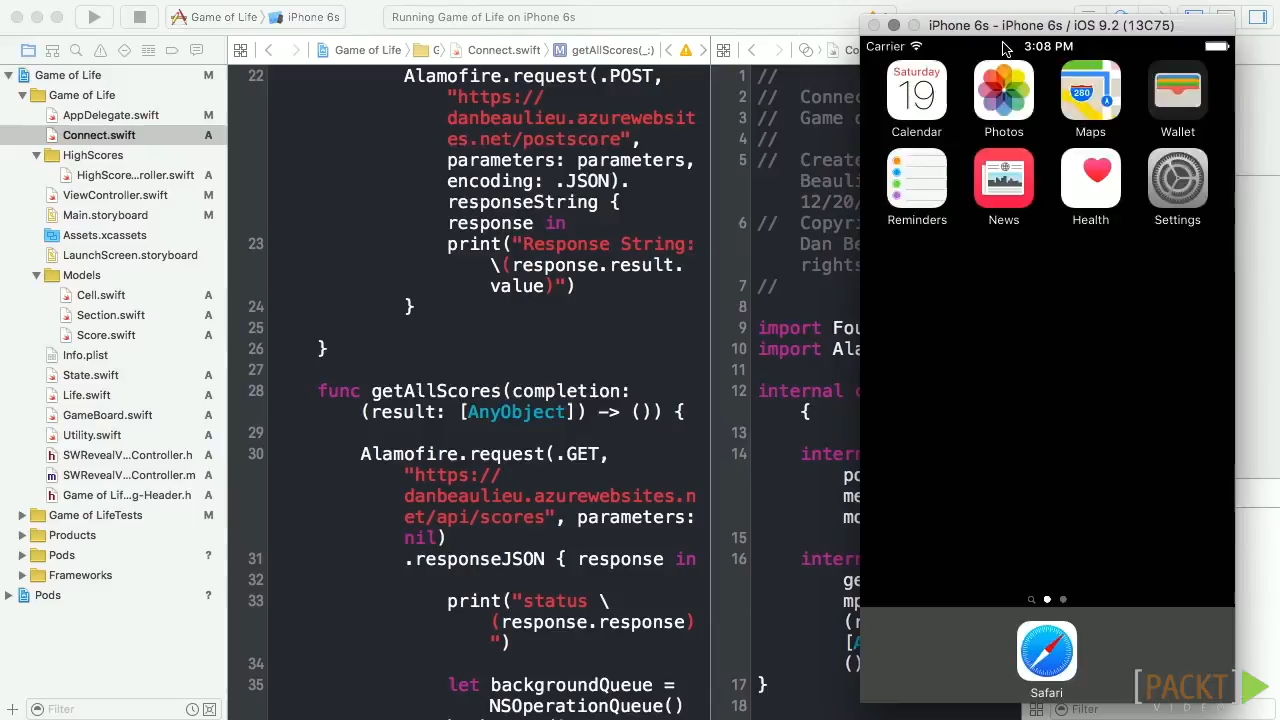 Game of Life
iPhone 6s
Running Game of Life on iPhone 6s
Game of Life
M
Game of Life
AppDelegate.swift
M
Connect.swift
A
HighScores
HighScore...roller.swift
A
ViewController.swift
M
Main.storyboard
M
Assets.xcassets
LaunchScreen.storyboard
Models
Cell.swift
A
Section.swift
A
Score.swift
A
Info.plist
State.swift
A
Life.swift
A
GameBoard.swift
A
Utility.swift
A
SWRevealV...Controller.h
A
SWRevealV...Controller.m
A
Game of Lif...g-Header.h
A
Game of LifeTests
M
Products
Pods
?
Frameworks
Pods
?
Filter
Game of Life
G
Connect.swift
M
getAllScores(_:)
22
Alamofire.request(.POST,
"https://
danbeaulieu.azurewebsit
es.net/postscore",
parameters: parameters,
encoding: .JSON).
responseString {
response in
23
print("Response String:
\(response.result.
value)")
24
}
25
26
}
27
28
func getAllScores(completion:
(result: [AnyObject]) -> ()) {
29
30
Alamofire.request(.GET,
"https://
danbeaulieu.azurewebsites.n
et/api/scores", parameters:
nil)
31
.responseJSON { response in
32
33
print("status \
(response.response)
")
34
35
let backgroundQueue =
NSOperationQueue()
Co
1
//
2
// Conne
3
// Game o
4
//
5
// Create
Beauli
12/20/
6
// Copyri
Dan Be
rights
7
//
8
9
import Fou
10
import Ala
11
12
internal c
{
13
14
intern
po
me
mo
15
16
intern
ge
mp
(r
[A
()
17
}
18
iPhone 6s - iPhone 6s / iOS 9.2 (13C75)
Carrier
3:08 PM
Saturday
19
Calendar
Photos
280
Maps
Wallet
Reminders
News
Health
Settings
Safari
Filter
[PACKT]
VIDEO